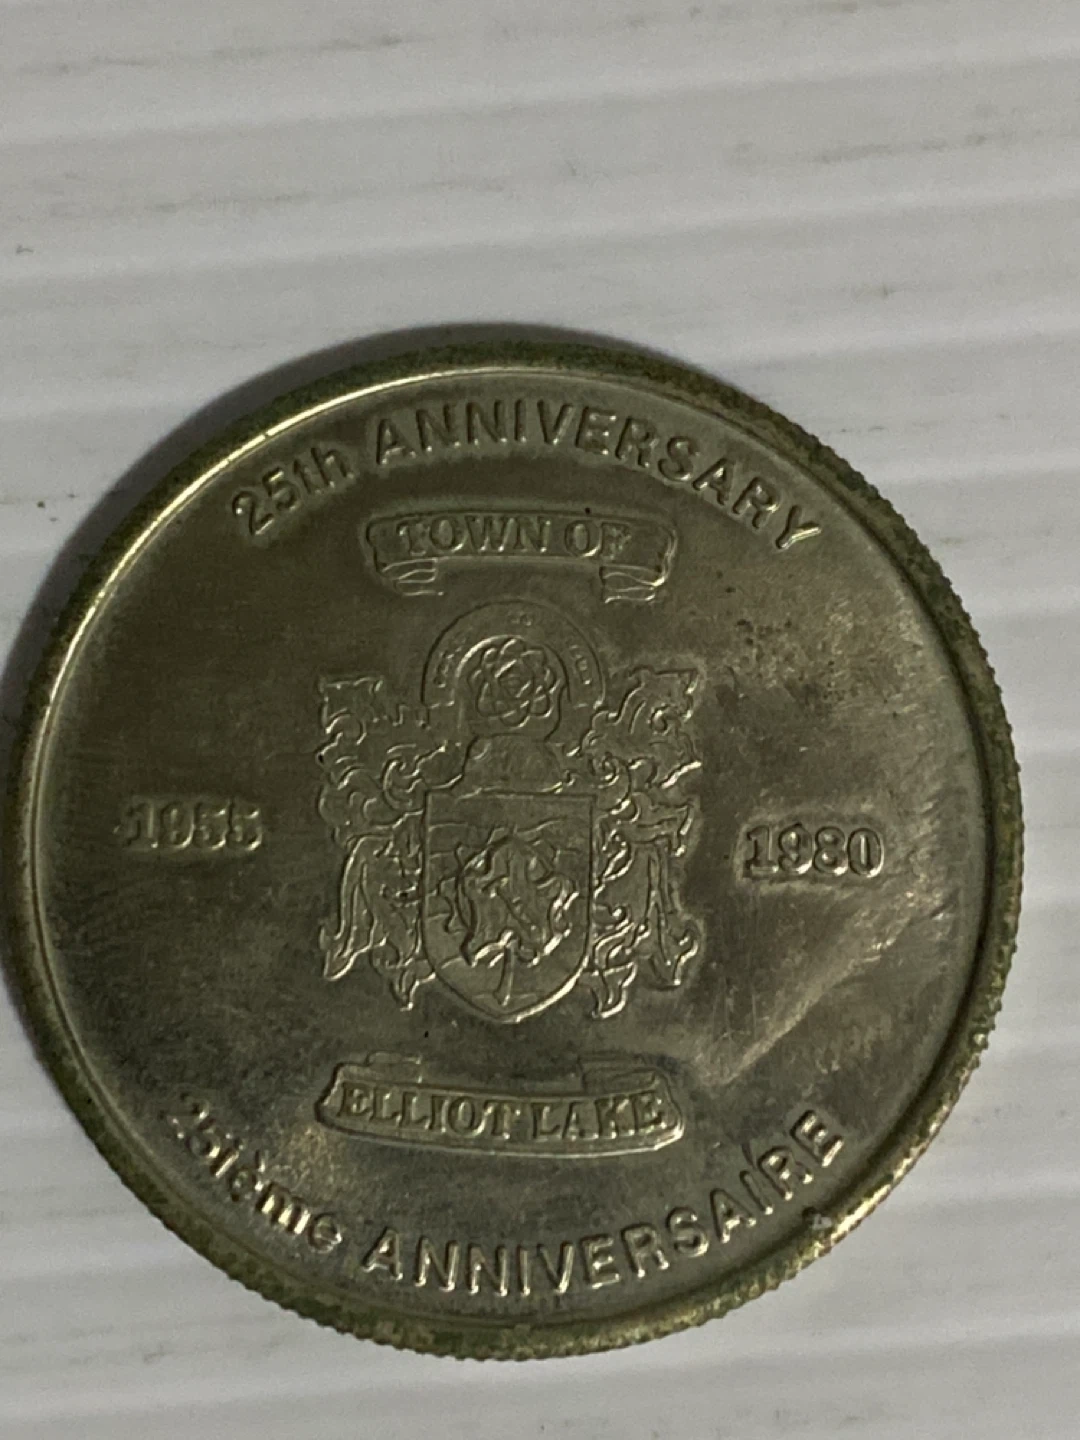 25th ANNIVERSARY
TOWN OF
1955
1980
ELLIOT LAKE
25ième ANNIVERSAIRE